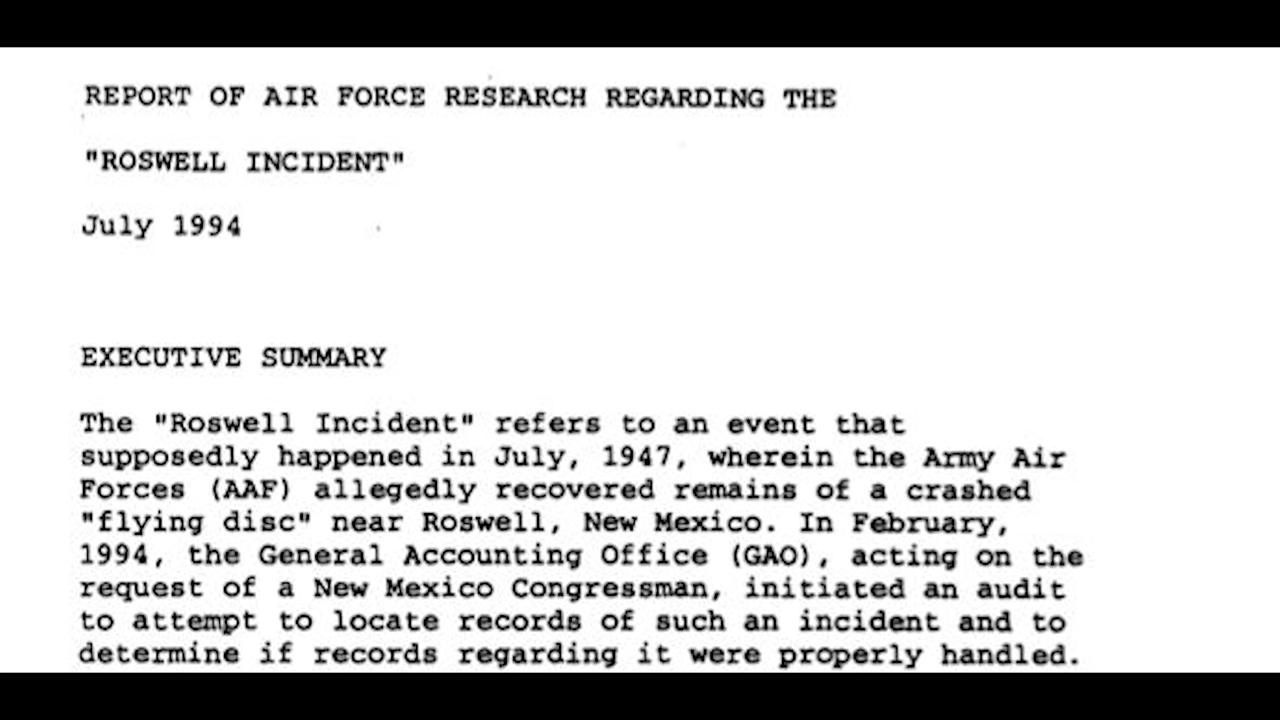 REPORT OF AIR FORCE RESEARCH REGARDING THE
"ROSWELL INCIDENT"
July 1994
EXECUTIVE SUMMARY
The "Roswell Incident" refers to an event that
supposedly happened in July, 1947, wherein the Army Air
Forces (AAF) allegedly recovered remains of a crashed
"flying disc" near Roswell, New Mexico. In February,
1994, the General Accounting Office (GAO), acting on the
request of a New Mexico Congressman, initiated an audit
to attempt to locate records of such an incident and to
determine if records regarding it were properly handled.